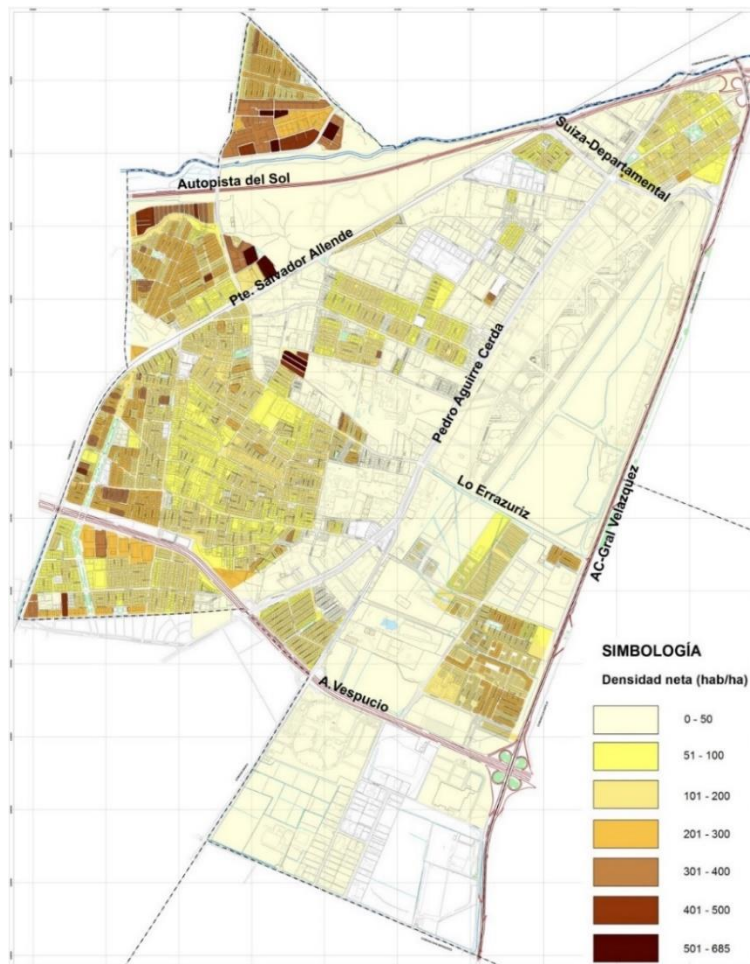 Suiza-Departamental
Autopista del Sol
Pte. Salvador Allende
Pedro Aguirre Cerda
Lo Errazuriz
AC-Gral Velazquez
A.Vespucio
SIMBOLOGÍA
Densidad neta (hab/ha)
0 - 50
51 - 100
101 - 200
201 - 300
301 - 400
401 - 500
501 - 685